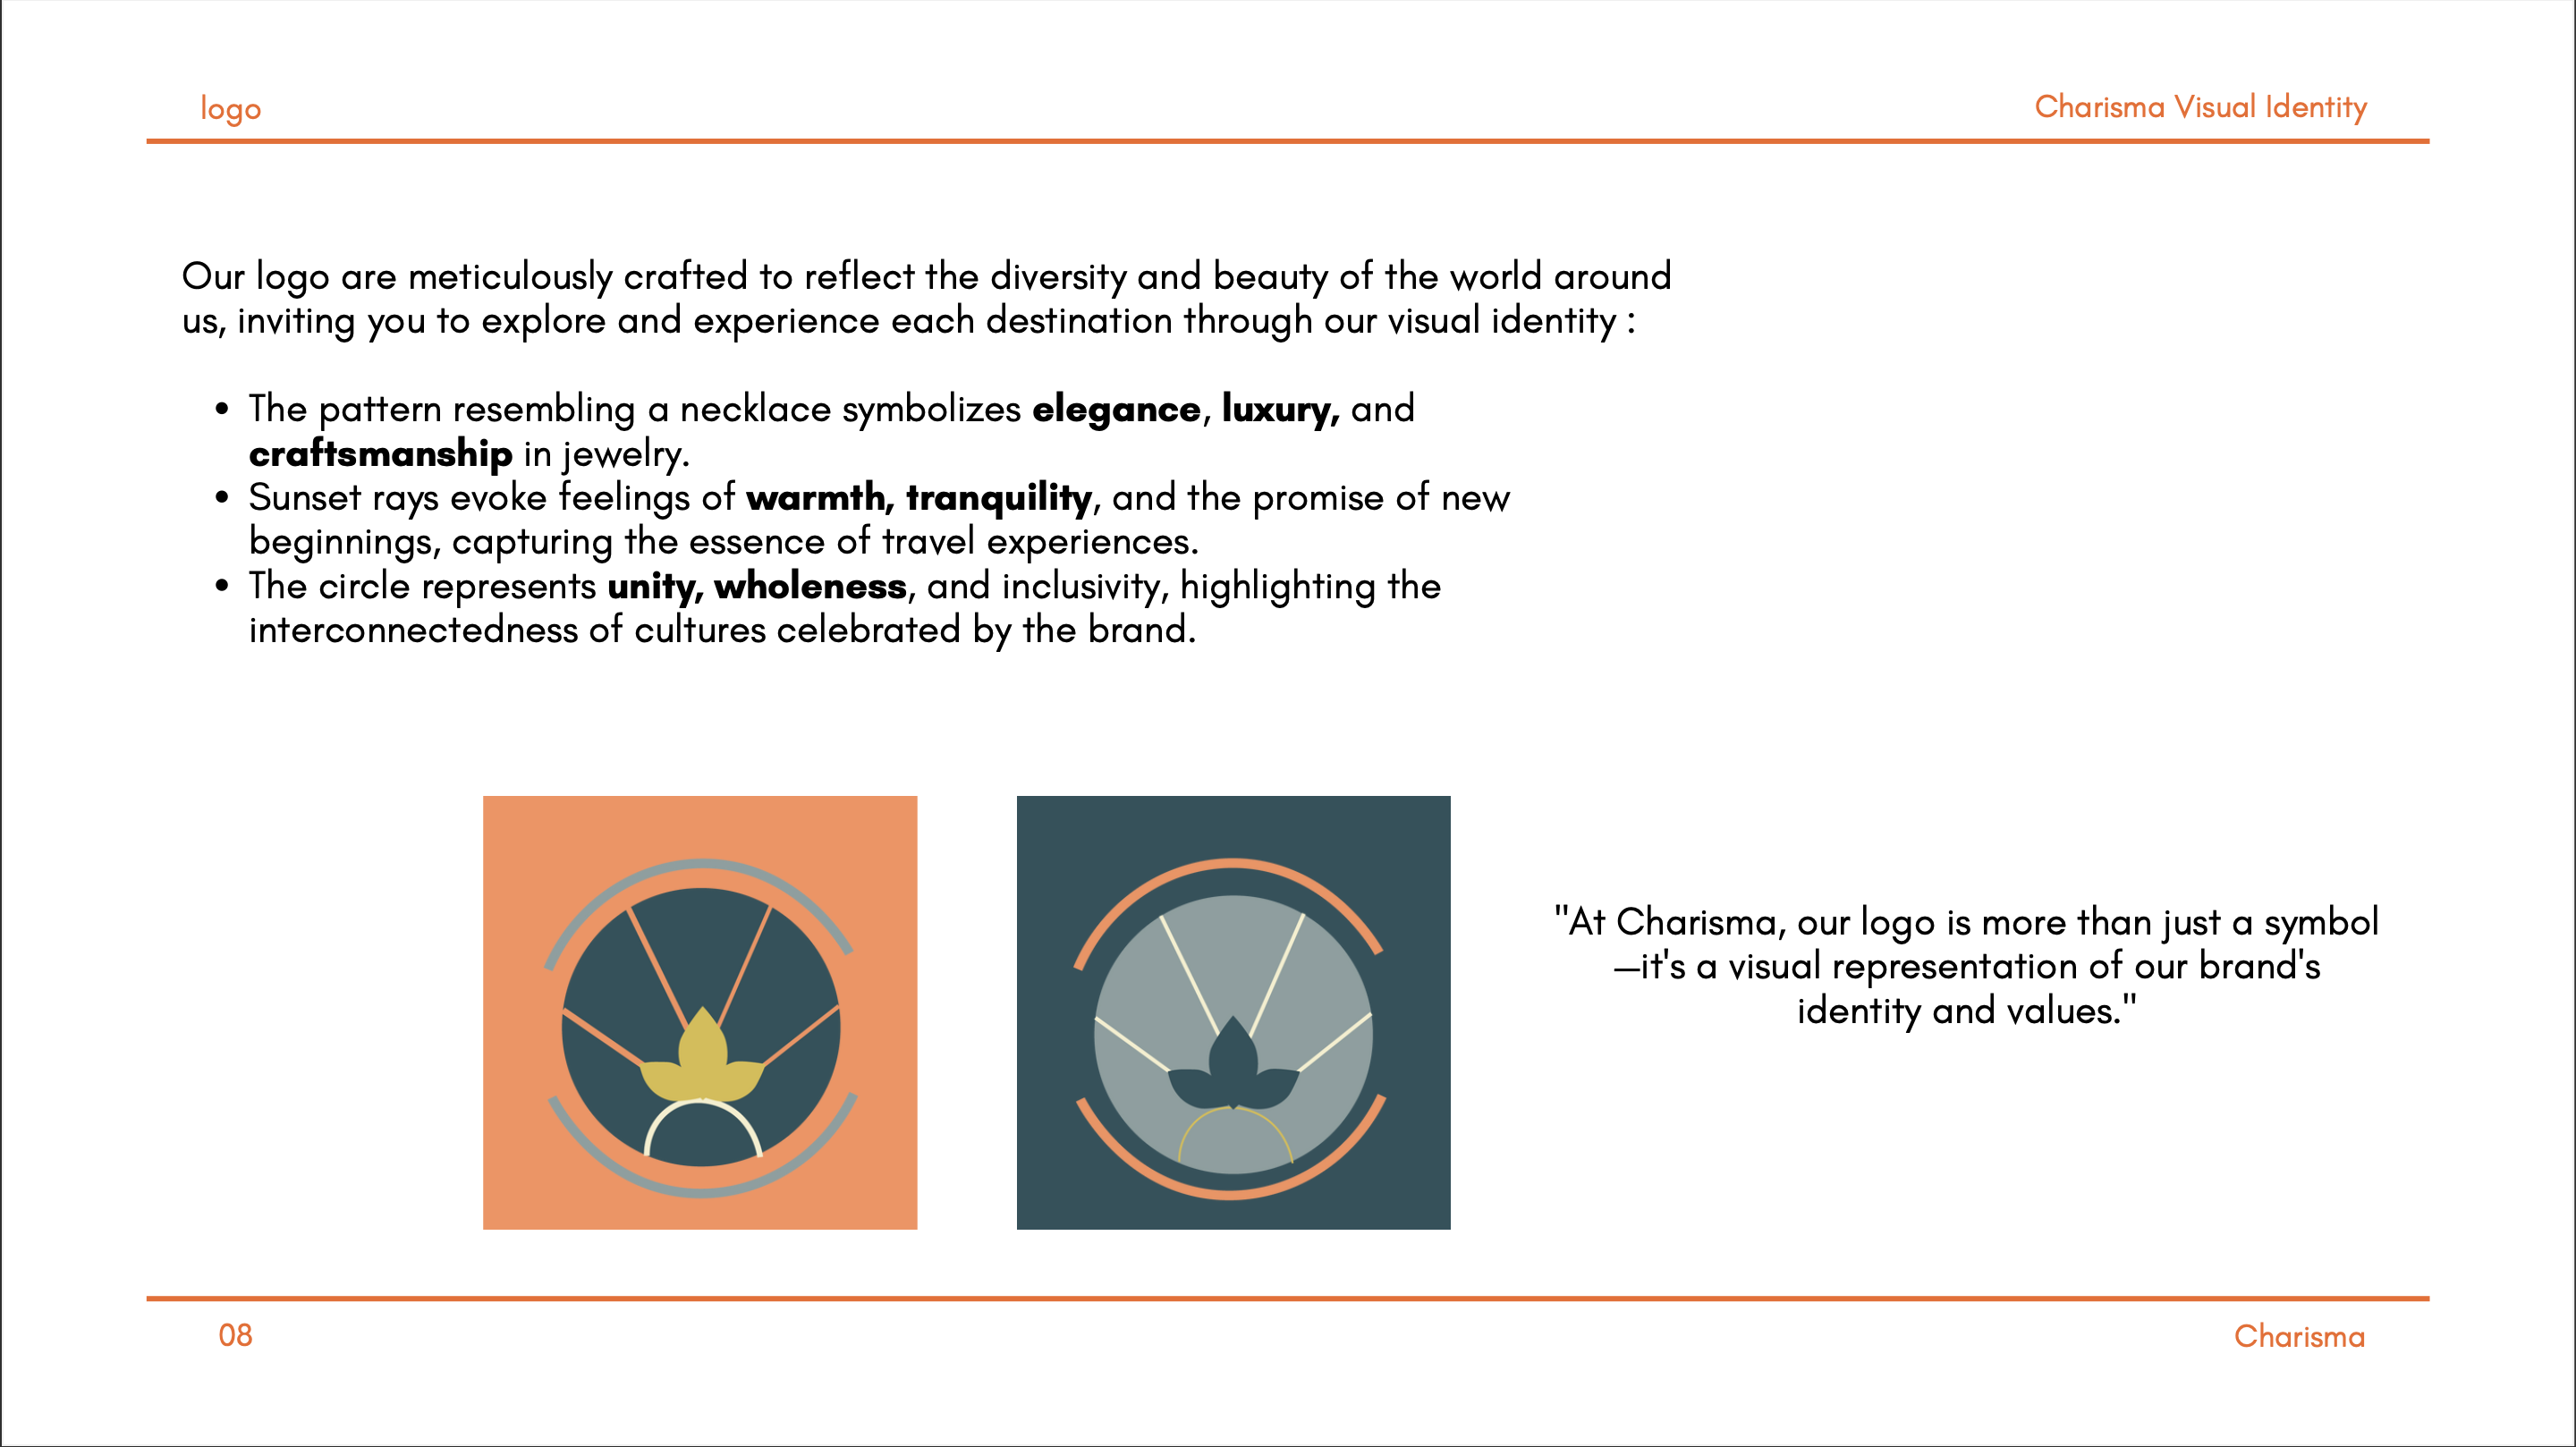 logo
Charisma Visual Identity
Our logo are meticulously crafted to reflect the diversity and beauty of the world around
us, inviting you to explore and experience each destination through our visual identity :
• The pattern resembling a necklace symbolizes elegance, luxury, and
craftsmanship in jewelry.
• Sunset rays evoke feelings of warmth, tranquility, and the promise of new
beginnings, capturing the essence of travel experiences.
• The circle represents unity, wholeness, and inclusivity, highlighting the
interconnectedness of cultures celebrated by the brand.
"At Charisma, our logo is more than just a symbol
—it's a visual representation of our brand's
identity and values."
08
Charisma